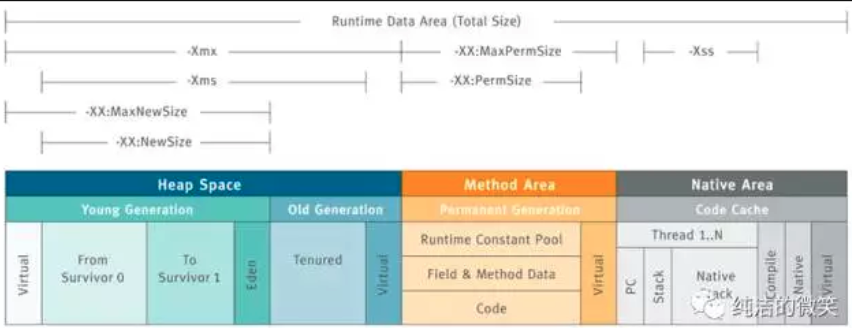 Runtime Data Area (Total Size)
-Xmx
-XX:MaxPermSize
-Xss
-Xms
-XX:PermSize
-XX:MaxNewSize
-XX:NewSize
Heap Space
Method Area
Native Area
Young Generation
Old Generation
Permanent Generation
Code Cache
Virtual
From
Survivor 0
To
Survivor 1
Eden
Tenured
Virtual
Runtime Constant Pool
Field & Method Data
Code
Virtual
Thread 1..N
PC
Stack
Native
Compile
Native
Virtual
纯洁的微笑